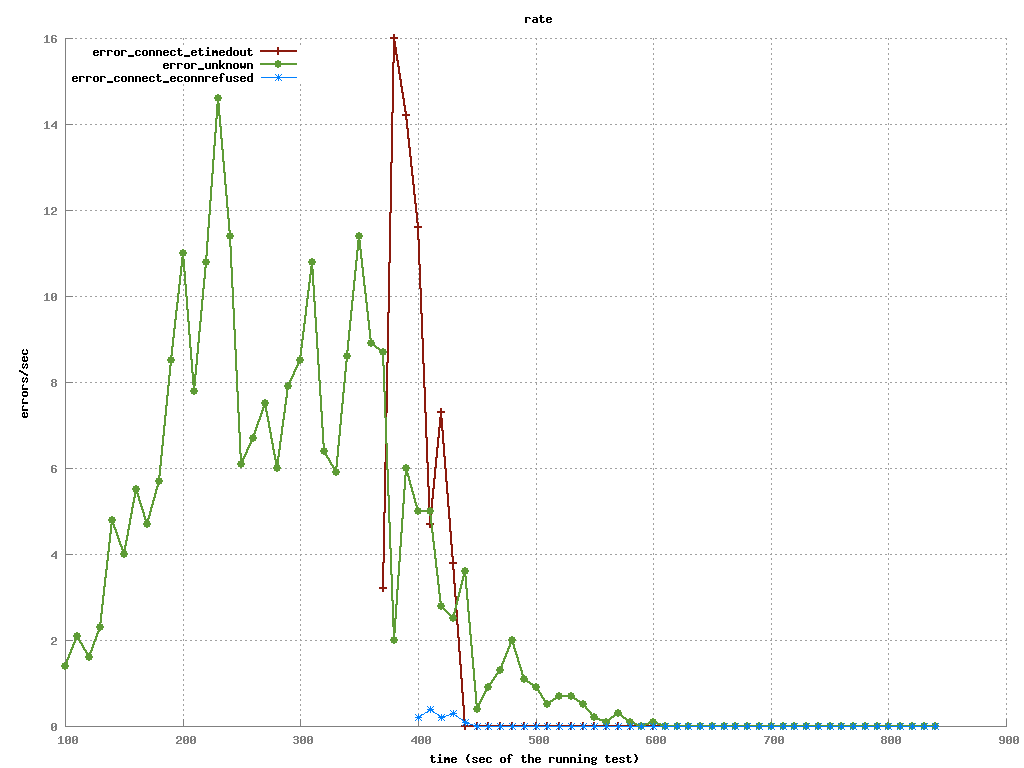 rate
error_connect_etimedout
error_unknown
error_connect_econnrefused
16
14
12
10
8
6
4
2
0
errors/sec
100 200 300 400 500 600 700 800 900
time (sec of the running test)